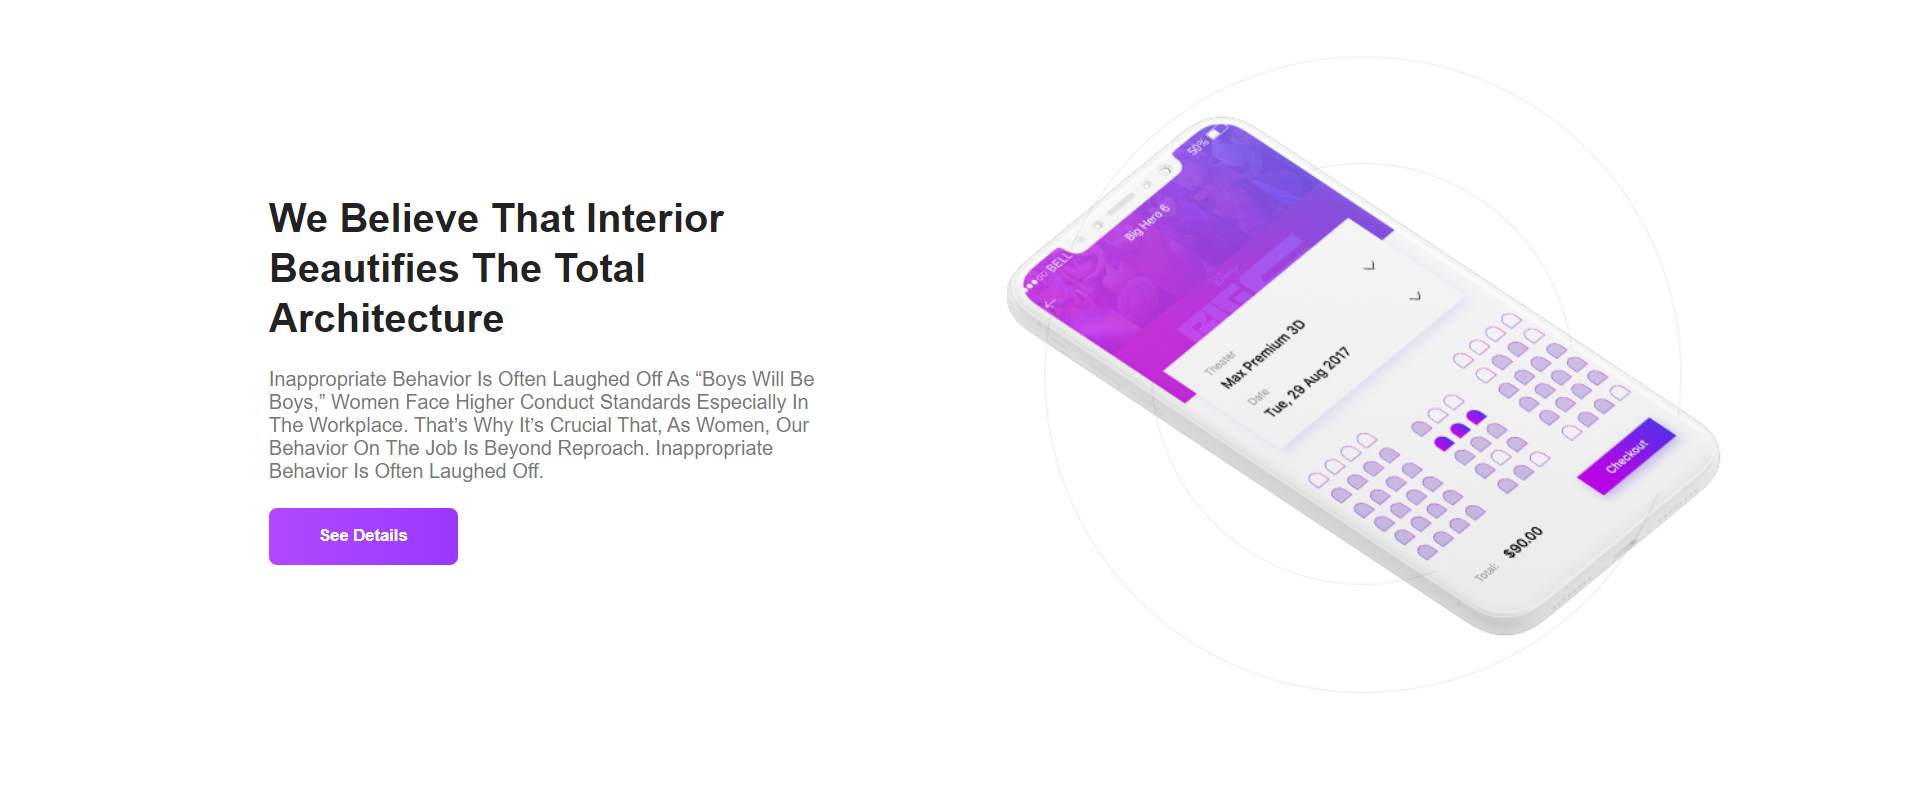 We Believe That Interior
Beautifies The Total
Architecture
Inappropriate Behavior Is Often Laughed Off As “Boys Will Be
Boys,” Women Face Higher Conduct Standards Especially In
The Workplace. That’s Why It’s Crucial That, As Women, Our
Behavior On The Job Is Beyond Reproach. Inappropriate
Behavior Is Often Laughed Off.
See Details
BELL
50%
Big Hero 6
Theater
Max Premium 3D
Date
Tue, 29 Aug 2017
Total:
$90.00
Checkout